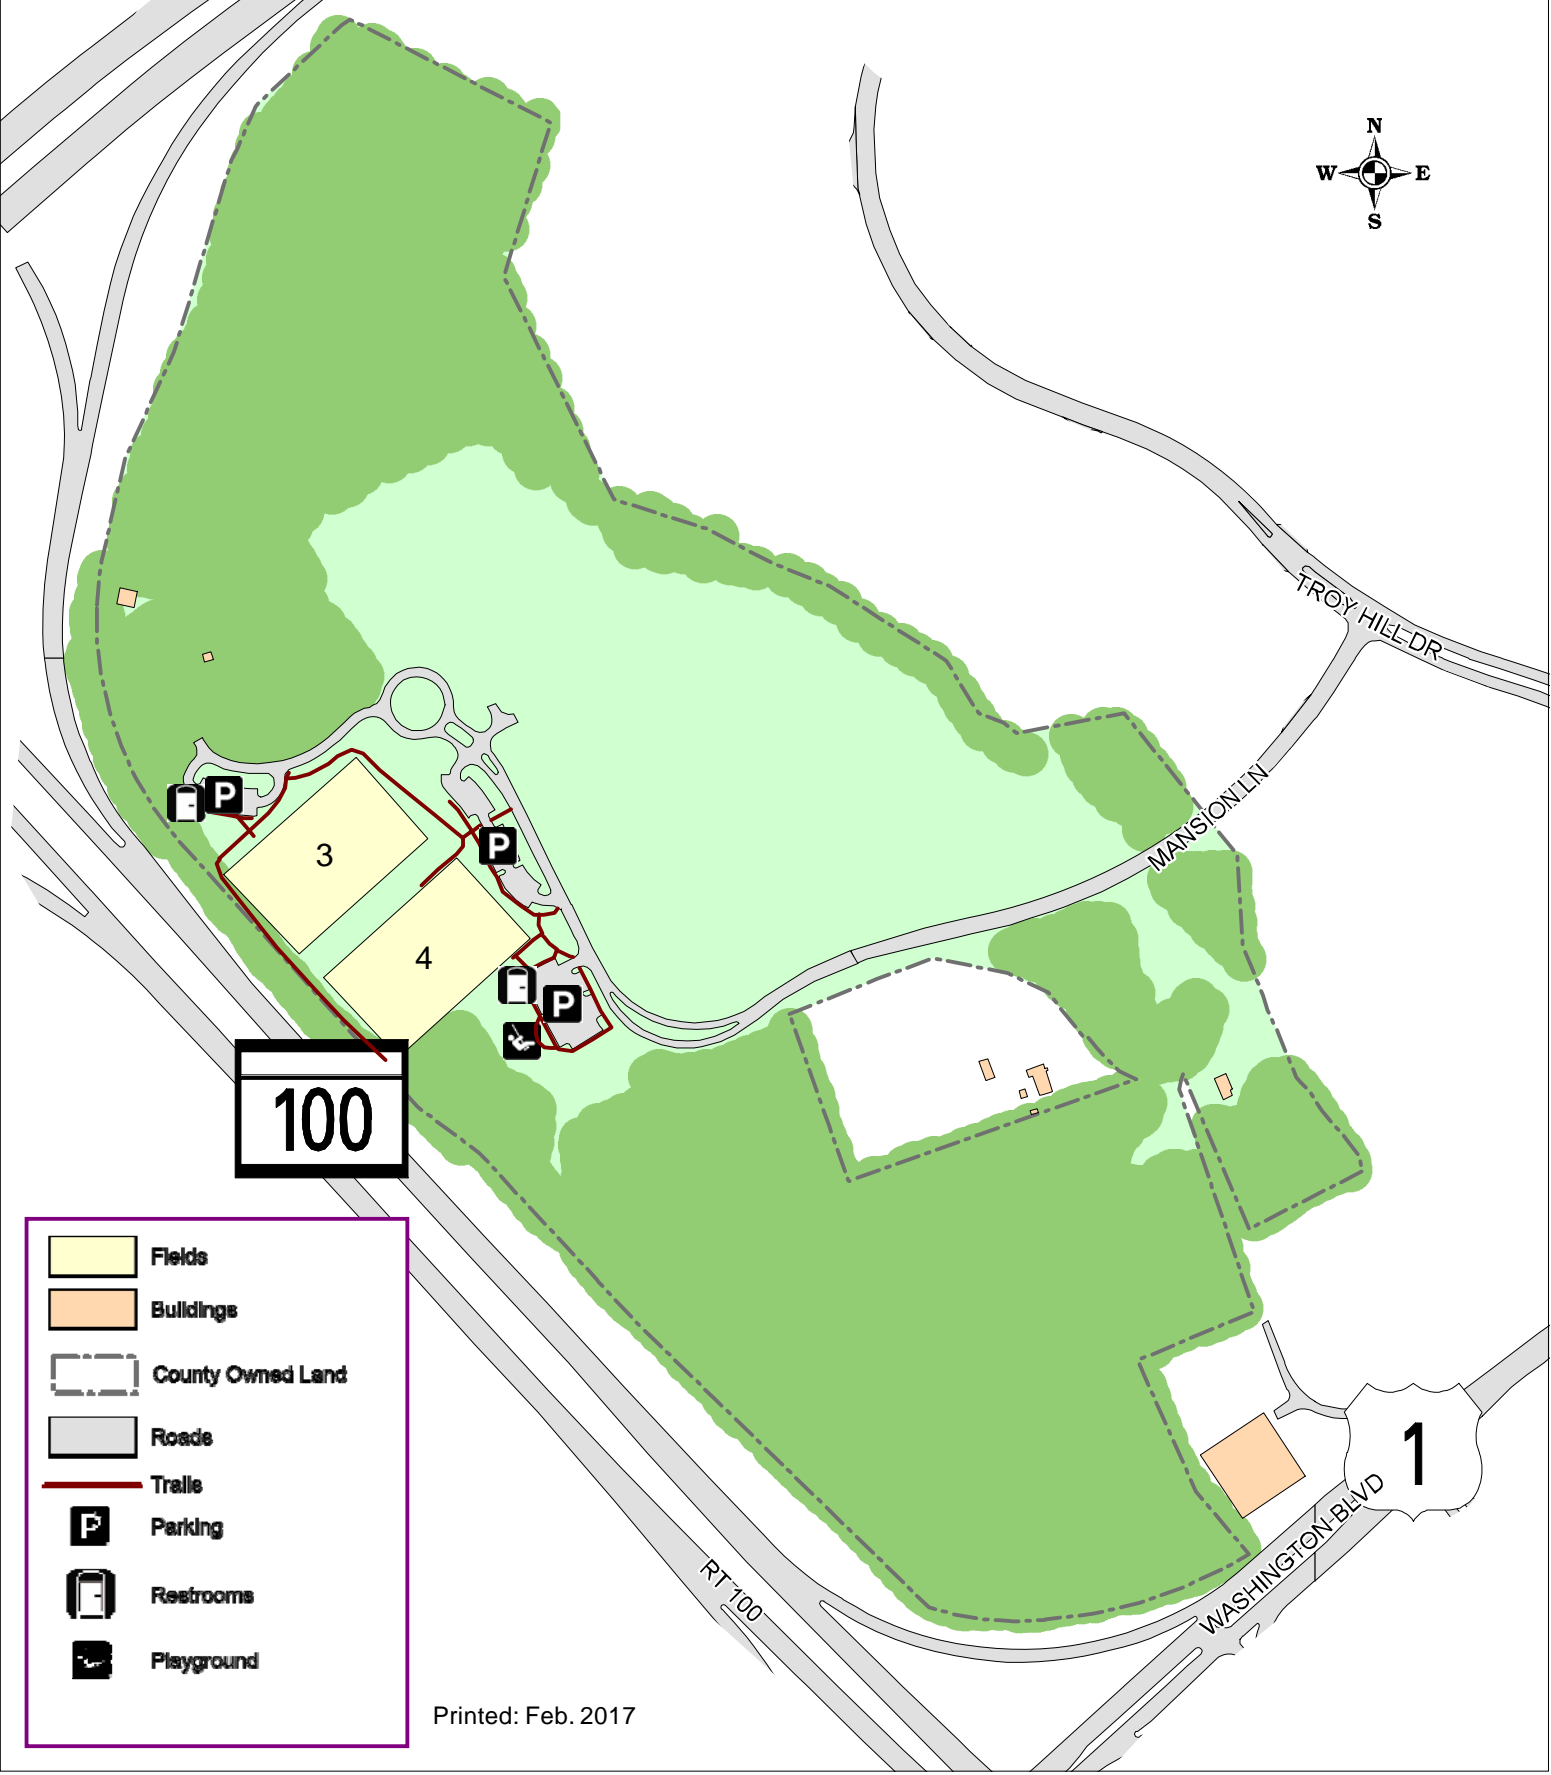 N
W E
S
TROY HILL DR
MANSION LN
P
P
3
4
P
100
Fields
Buildings
County Owned Land
Roads
Trails
P Parking
Restrooms
Playground
1
WASHINGTON BLVD
RT 100
Printed: Feb. 2017